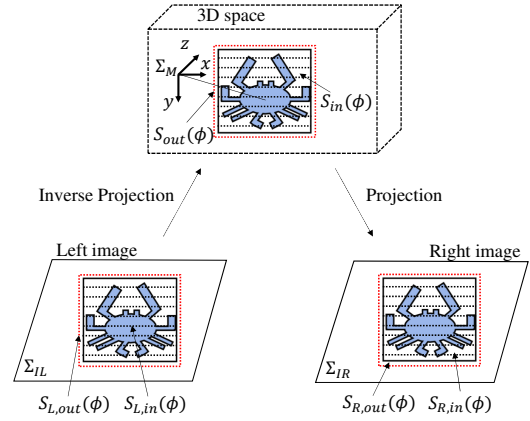 3D space
z
Σ_M
x
y
S_in(ϕ)
S_out(ϕ)
Inverse Projection
Projection
Left image
Right image
Σ_IL
Σ_IR
S_L,out(ϕ)
S_L,in(ϕ)
S_R,out(ϕ)
S_R,in(ϕ)